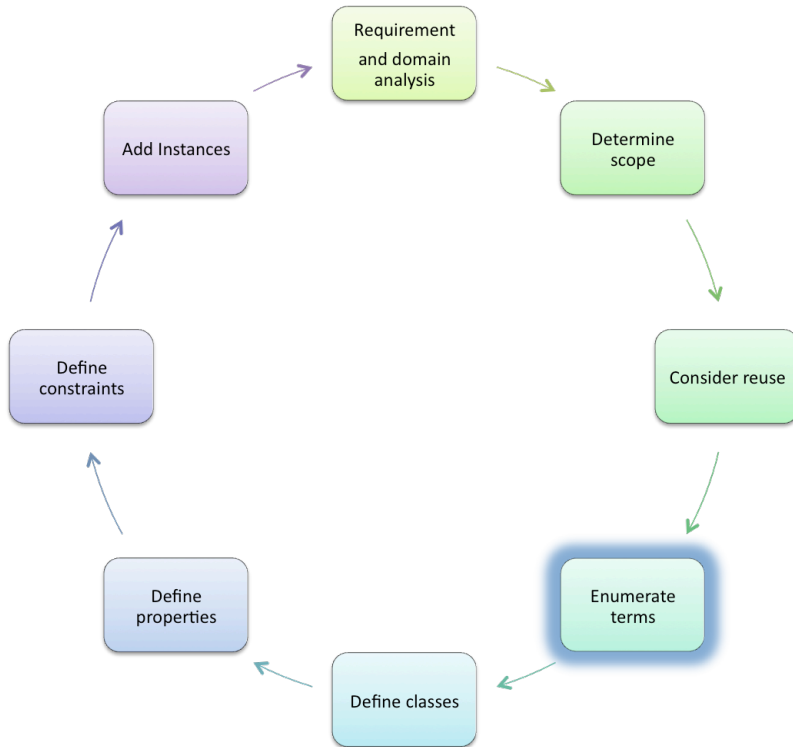 Requirement
and domain
analysis
Determine
scope
Consider reuse
Enumerate
terms
Define classes
Define
properties
Define
constraints
Add Instances